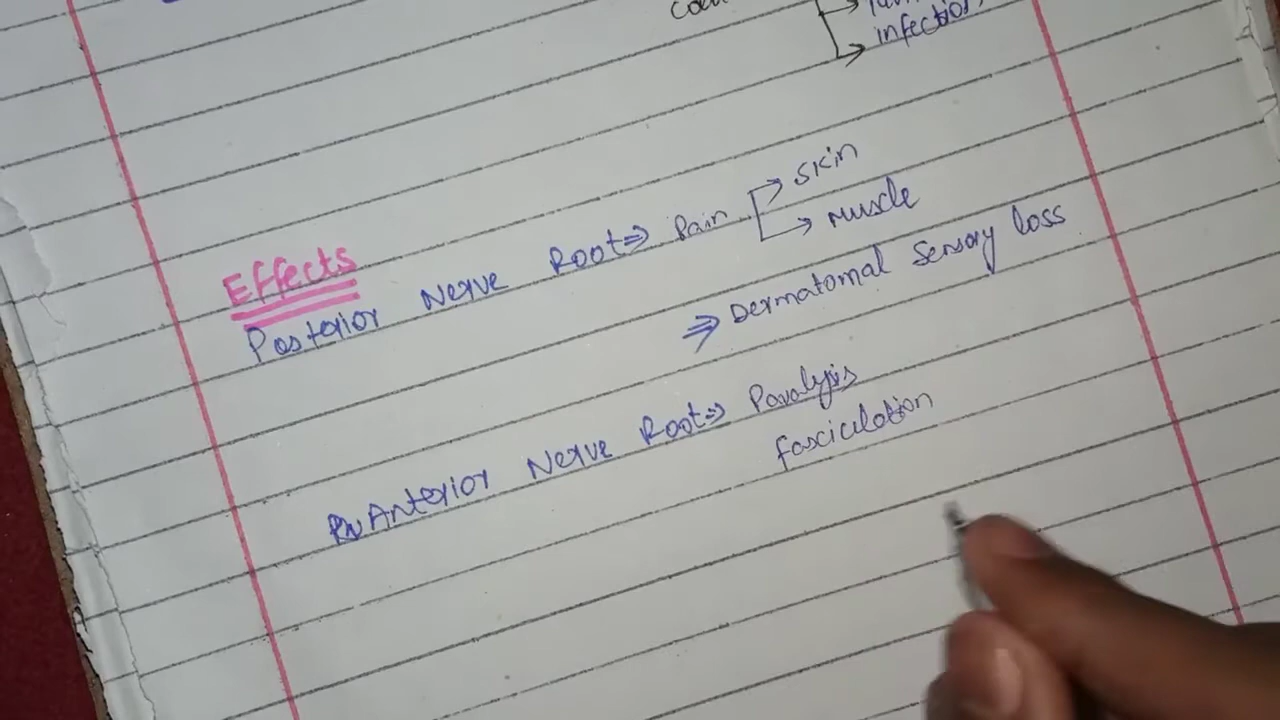 infection
Effects
Posterior Nerve Root ⇒ Pain → skin
→ Muscle
⇒ Dermatomal sensory loss
Anterior Nerve Root ⇒ Paralysis
fasciculation